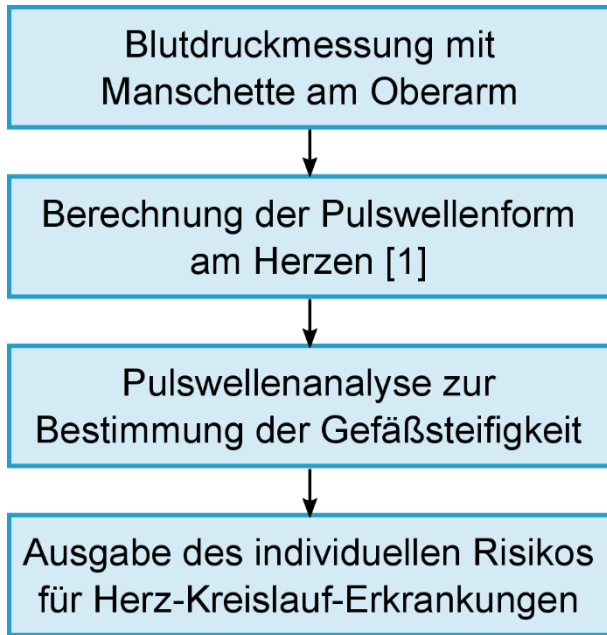 Blutdruckmessung mit
Manschette am Oberarm
Berechnung der Pulswellenform
am Herzen [1]
Pulswellenanalyse zur
Bestimmung der Gefäßsteifigkeit
Ausgabe des individuellen Risikos
für Herz-Kreislauf-Erkrankungen